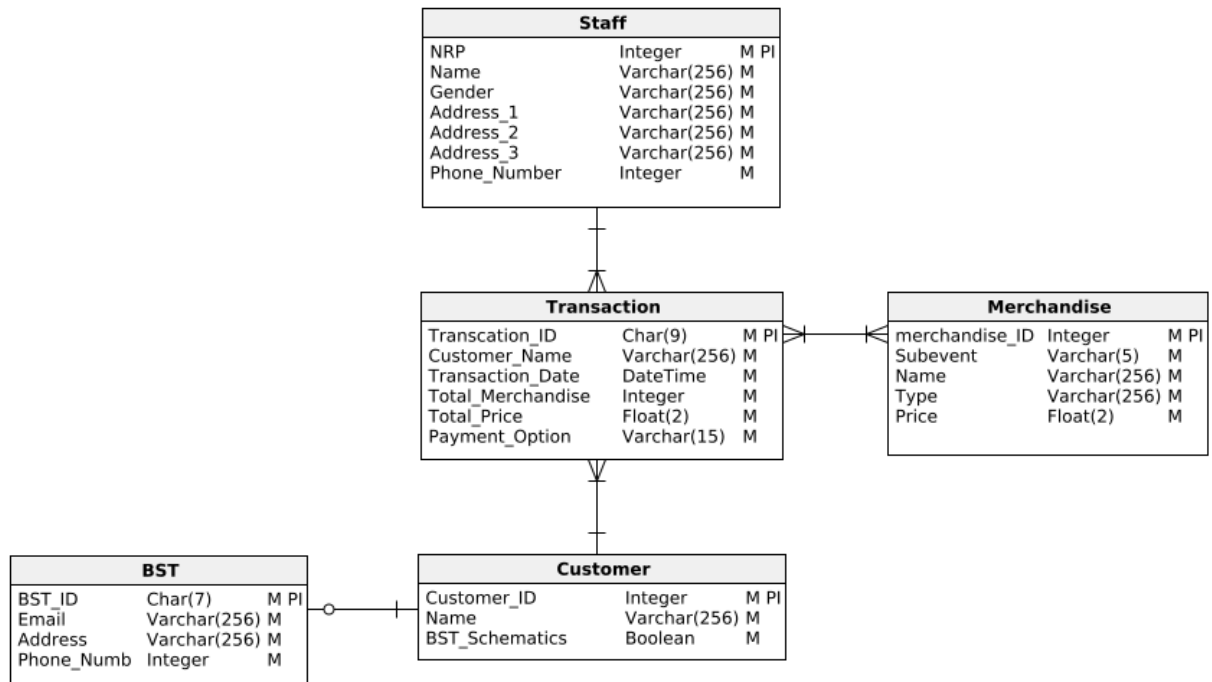 Staff
NRP Integer M PI
Name Varchar(256) M
Gender Varchar(256) M
Address_1 Varchar(256) M
Address_2 Varchar(256) M
Address_3 Varchar(256) M
Phone_Number Integer M
Transaction
Transcation_ID Char(9) M PI
Customer_Name Varchar(256) M
Transaction_Date DateTime M
Total_Merchandise Integer M
Total_Price Float(2) M
Payment_Option Varchar(15) M
Merchandise
merchandise_ID Integer M PI
Subevent Varchar(5) M
Name Varchar(256) M
Type Varchar(256) M
Price Float(2) M
BST
BST_ID Char(7) M PI
Email Varchar(256) M
Address Varchar(256) M
Phone_Numb Integer M
Customer
Customer_ID Integer M PI
Name Varchar(256) M
BST_Schematics Boolean M